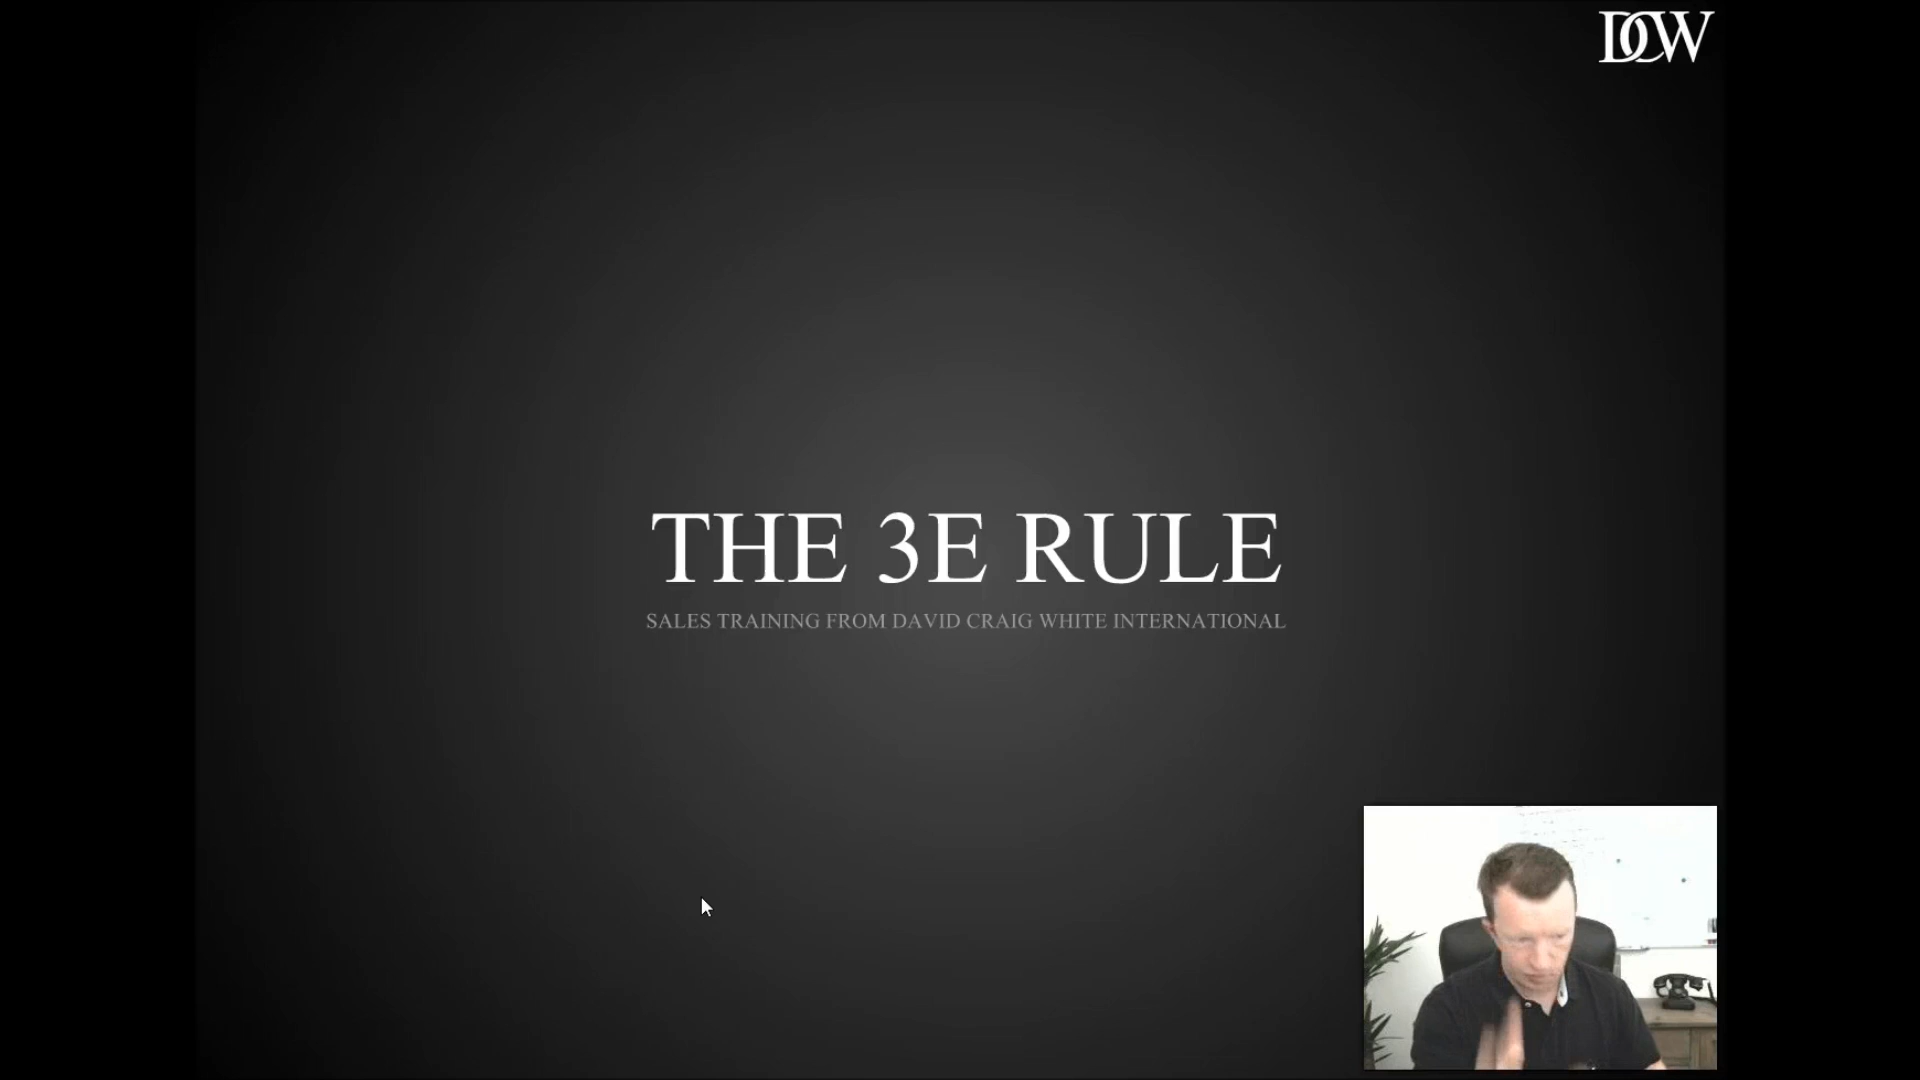 DCW
THE 3E RULE
SALES TRAINING FROM DAVID CRAIG WHITE INTERNATIONAL